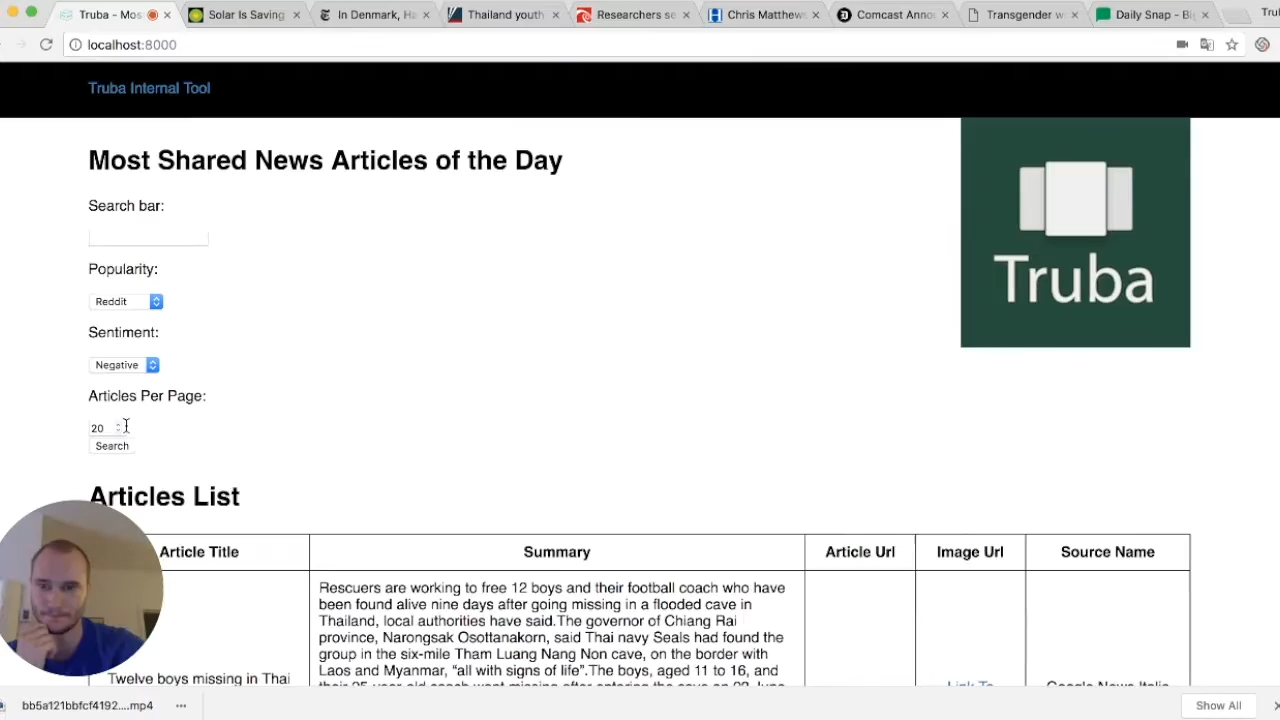 Truba - Mos
Solar Is Saving
In Denmark, Ha
Thailand youth
Researchers se
Chris Matthews
Comcast Anno
Transgender w
Daily Snap - Bi
Tru
localhost:8000
Truba Internal Tool
Most Shared News Articles of the Day
Search bar:
Popularity:
Reddit
Sentiment:
Negative
Articles Per Page:
20
Search
Truba
Articles List
Article Title
Summary
Article Url
Image Url
Source Name
Rescuers are working to free 12 boys and their football coach who have
been found alive nine days after going missing in a flooded cave in
Thailand, local authorities have said.The governor of Chiang Rai
province, Narongsak Osottanakorn, said Thai navy Seals had found the
group in the six-mile Tham Luang Nang Non cave, on the border with
Laos and Myanmar, “all with signs of life”.The boys, aged 11 to 16, and
Twelve boys missing in Thai
Link To
Google News Italia
bb5a121bbfcf4192....mp4
Show All